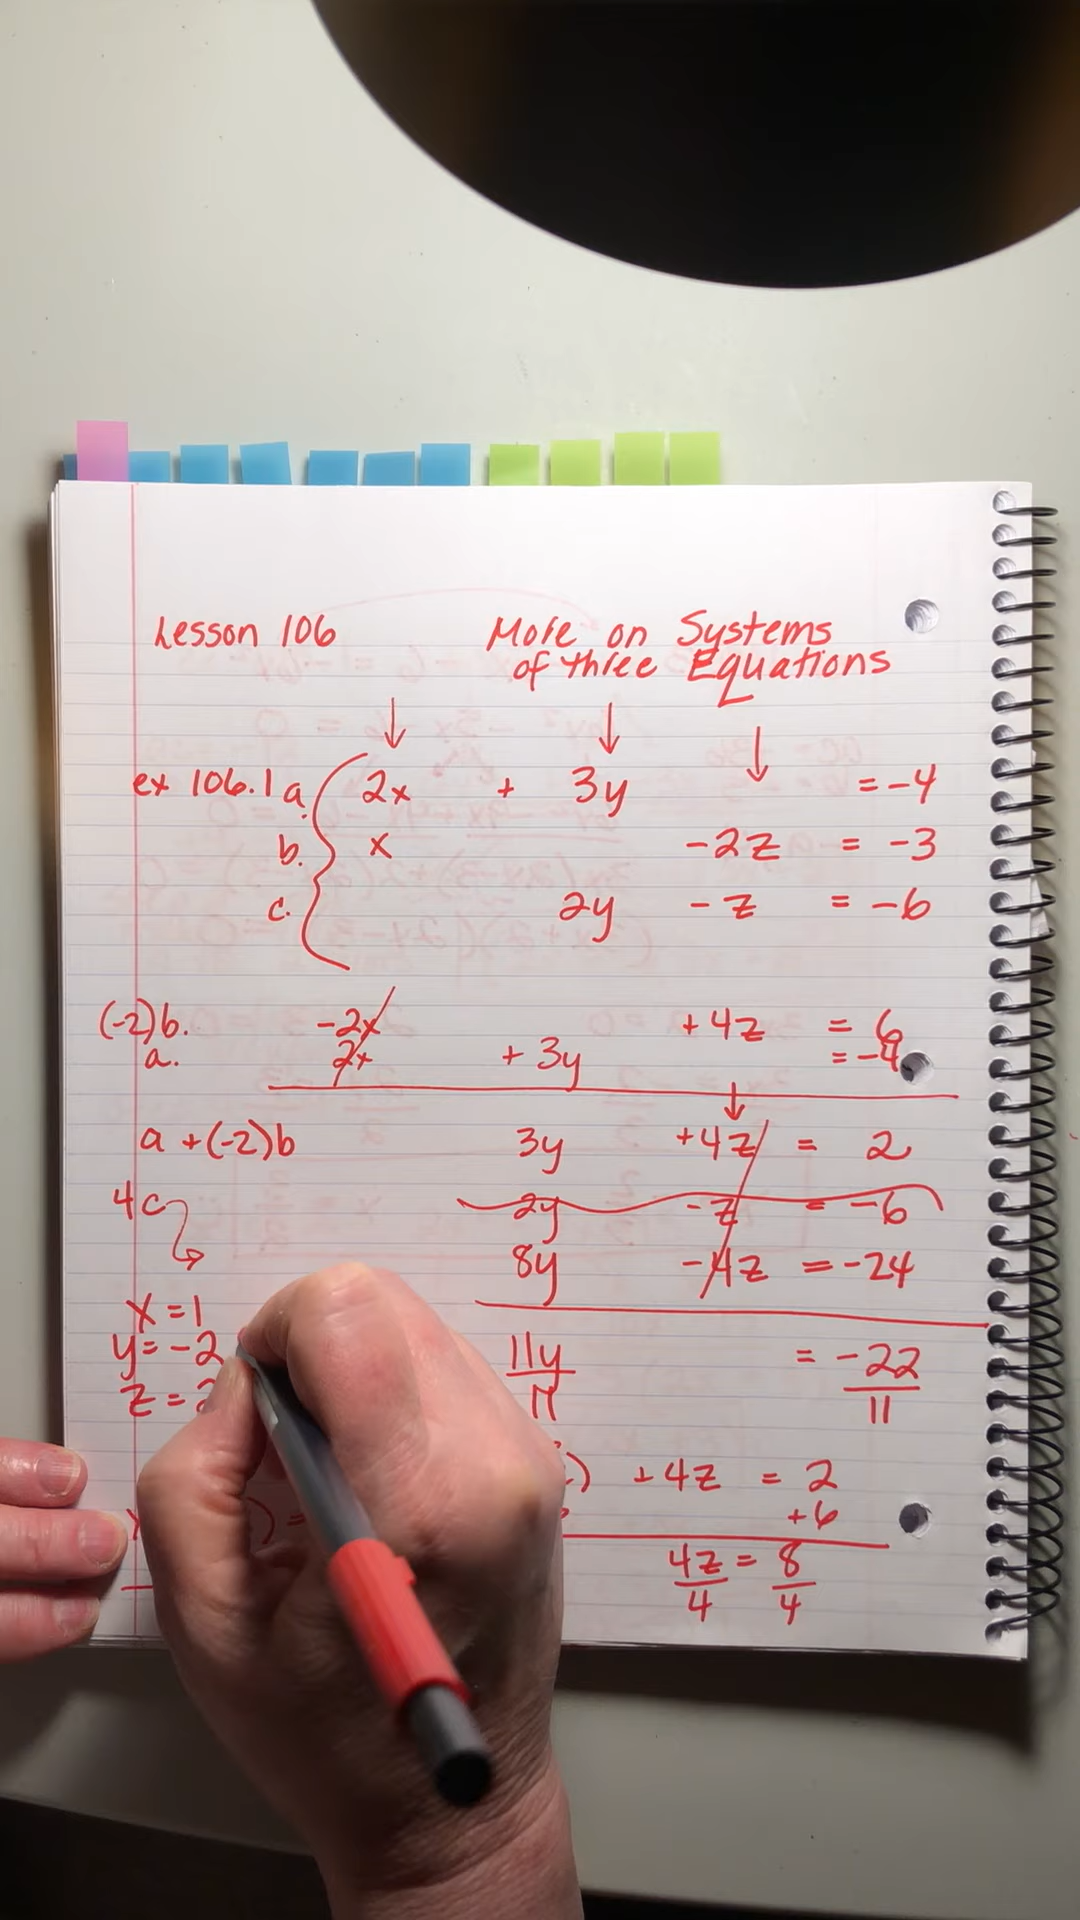 Lesson 106 More on Systems
of three Equations
ex 106.1 a. 2x + 3y = -4
b. x -2z = -3
c. 2y - z = -6
(-2)b. -2x +4z = 6
a. 2x + 3y = -4
a + (-2)b 3y +4z = 2
4c 2y -z = -6
8y -4z = -24
x = 1
y = -2 11y = -22
z = 2 11 11
) +4z = 2
) = +6
4z = 8
4 4